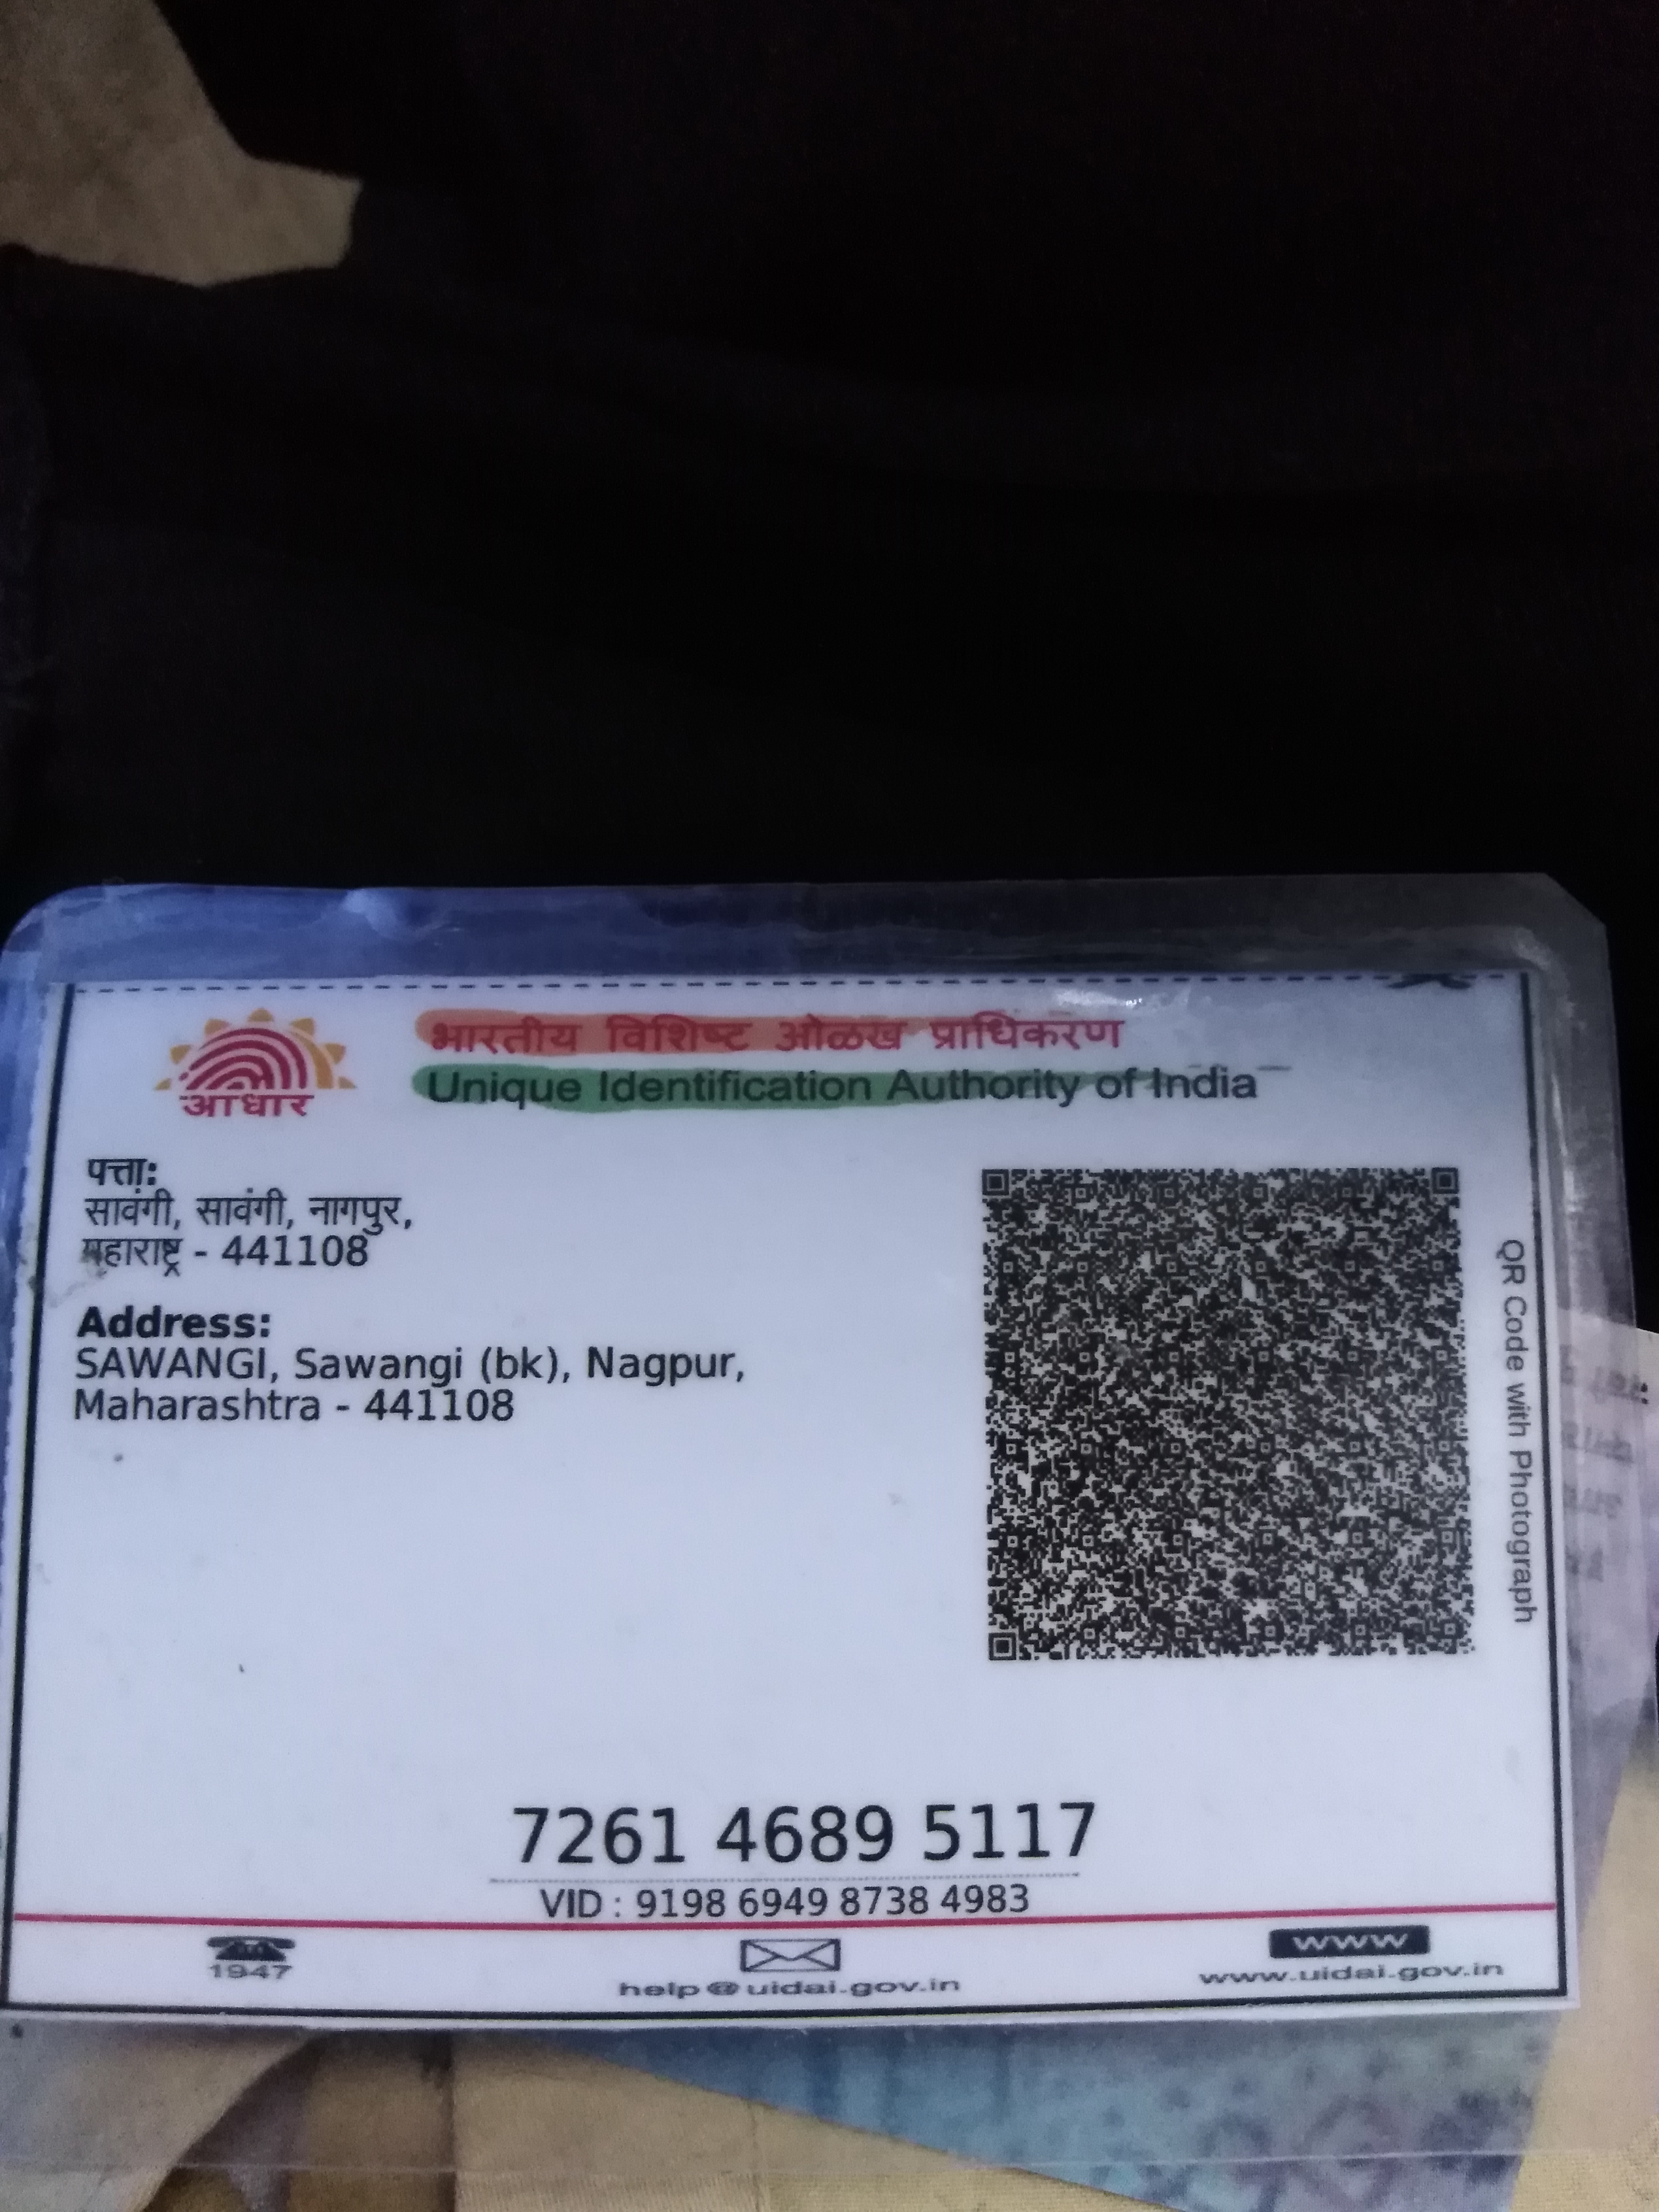 भारतीय विशिष्ट ओळख प्राधिकरण
Unique Identification Authority of India
आधार
पत्ता:
सावंगी, सावंगी, नागपुर,
महाराष्ट्र - 441108
Address:
SAWANGI, Sawangi (bk), Nagpur,
Maharashtra - 441108
QR Code with Photograph
7261 4689 5117
VID : 9198 6949 8738 4983
1947
help@uidai.gov.in
www
www.uidai.gov.in